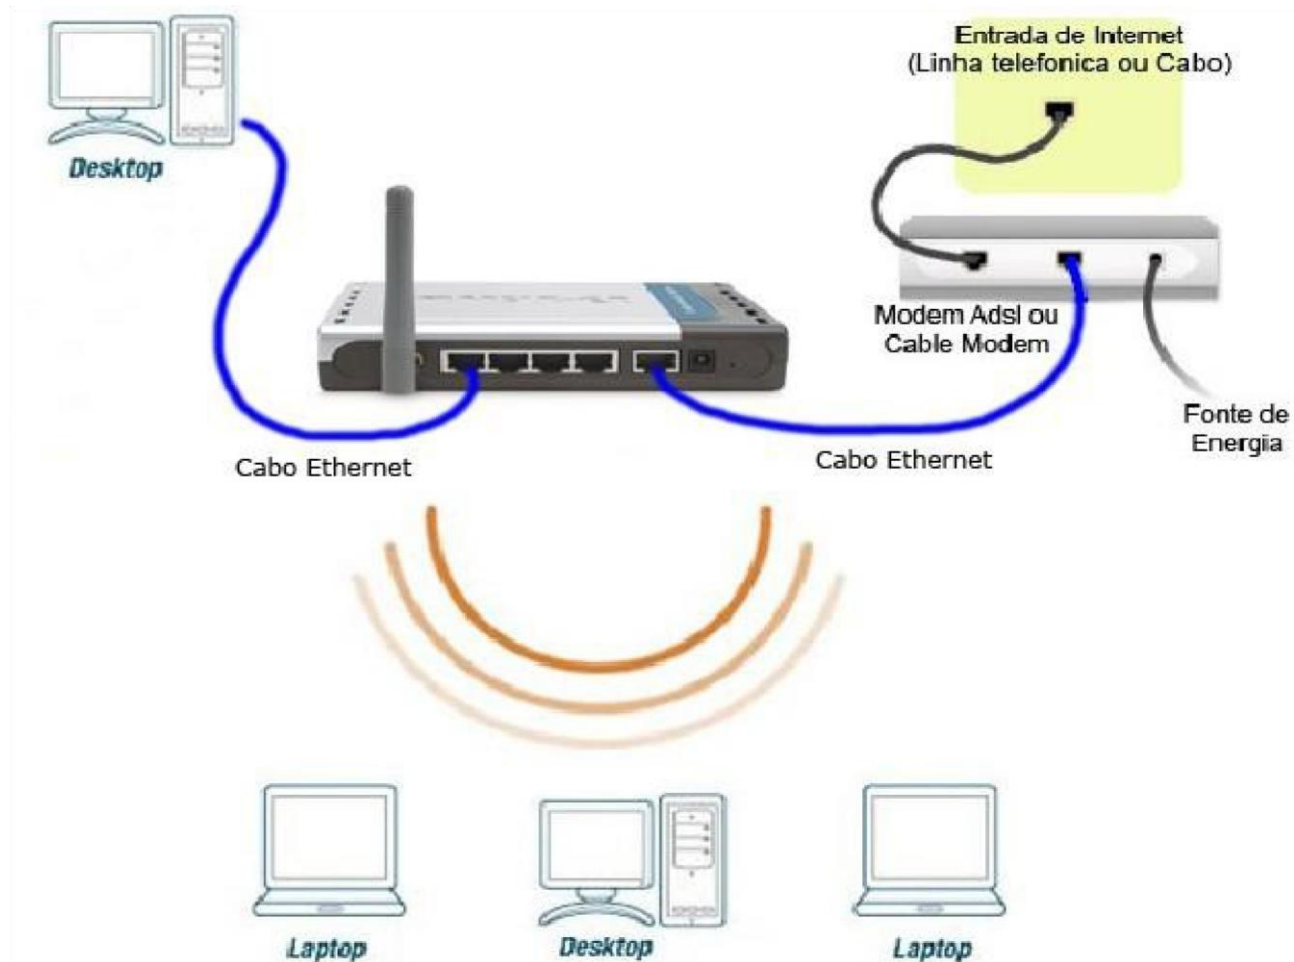 Entrada de Internet
(Linha telefonica ou Cabo)
Desktop
Modem Adsl ou
Cable Modem
Fonte de
Energia
Cabo Ethernet
Cabo Ethernet
Laptop
Desktop
Laptop